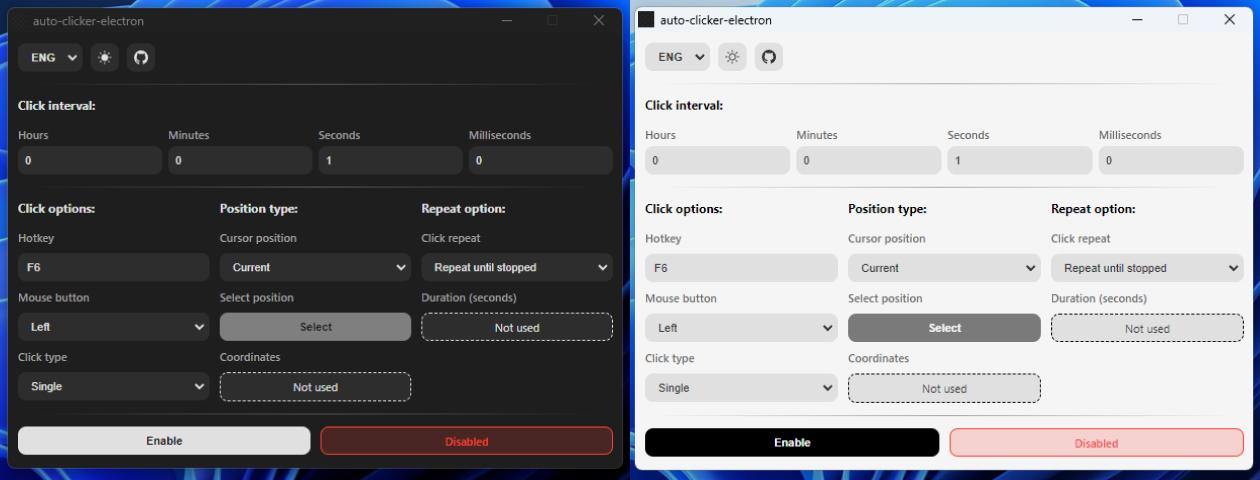 auto-clicker-electron
ENG
Click interval:
Hours Minutes Seconds Milliseconds
0 0 1 0
Click options: Position type: Repeat option:
Hotkey Cursor position Click repeat
F6 Current Repeat until stopped
Mouse button Select position Duration (seconds)
Left Select Not used
Click type Coordinates
Single Not used
Enable Disabled
auto-clicker-electron
ENG
Click interval:
Hours Minutes Seconds Milliseconds
0 0 1 0
Click options: Position type: Repeat option:
Hotkey Cursor position Click repeat
F6 Current Repeat until stopped
Mouse button Select position Duration (seconds)
Left Select Not used
Click type Coordinates
Single Not used
Enable Disabled